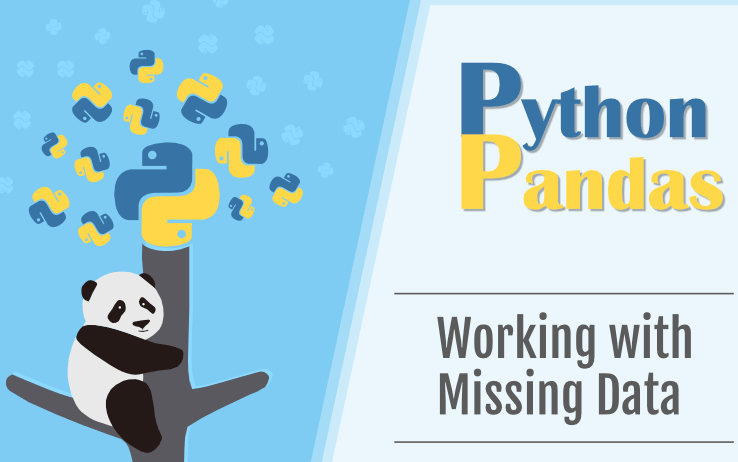 Python
Pandas
Working with
Missing Data